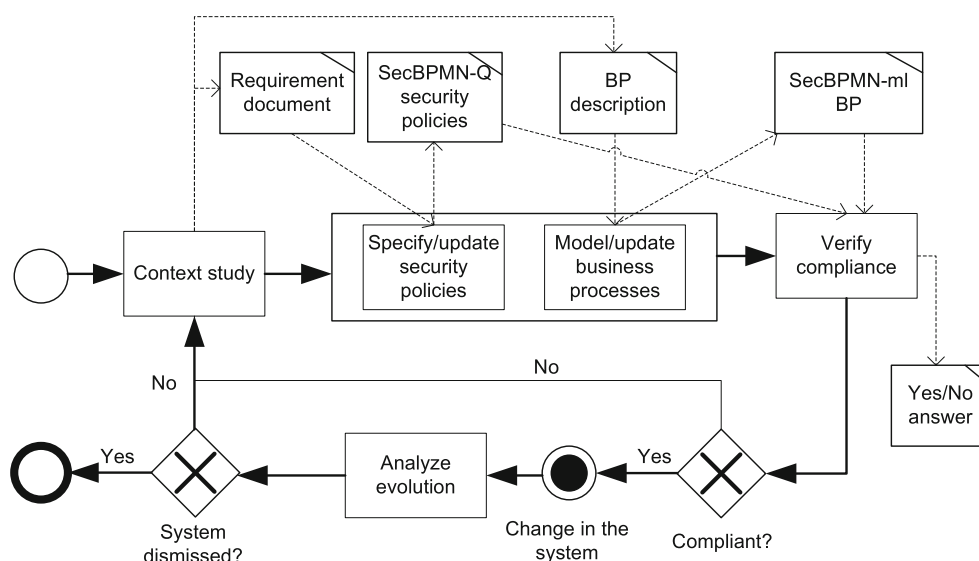 Requirement
document
SecBPMN-Q
security
policies
BP
description
SecBPMN-ml
BP
Context study
Specify/update
security
policies
Model/update
business
processes
Verify
compliance
No
No
Yes/No
answer
Yes
Analyze
evolution
Yes
System
dismissed?
Change in the
system
Compliant?